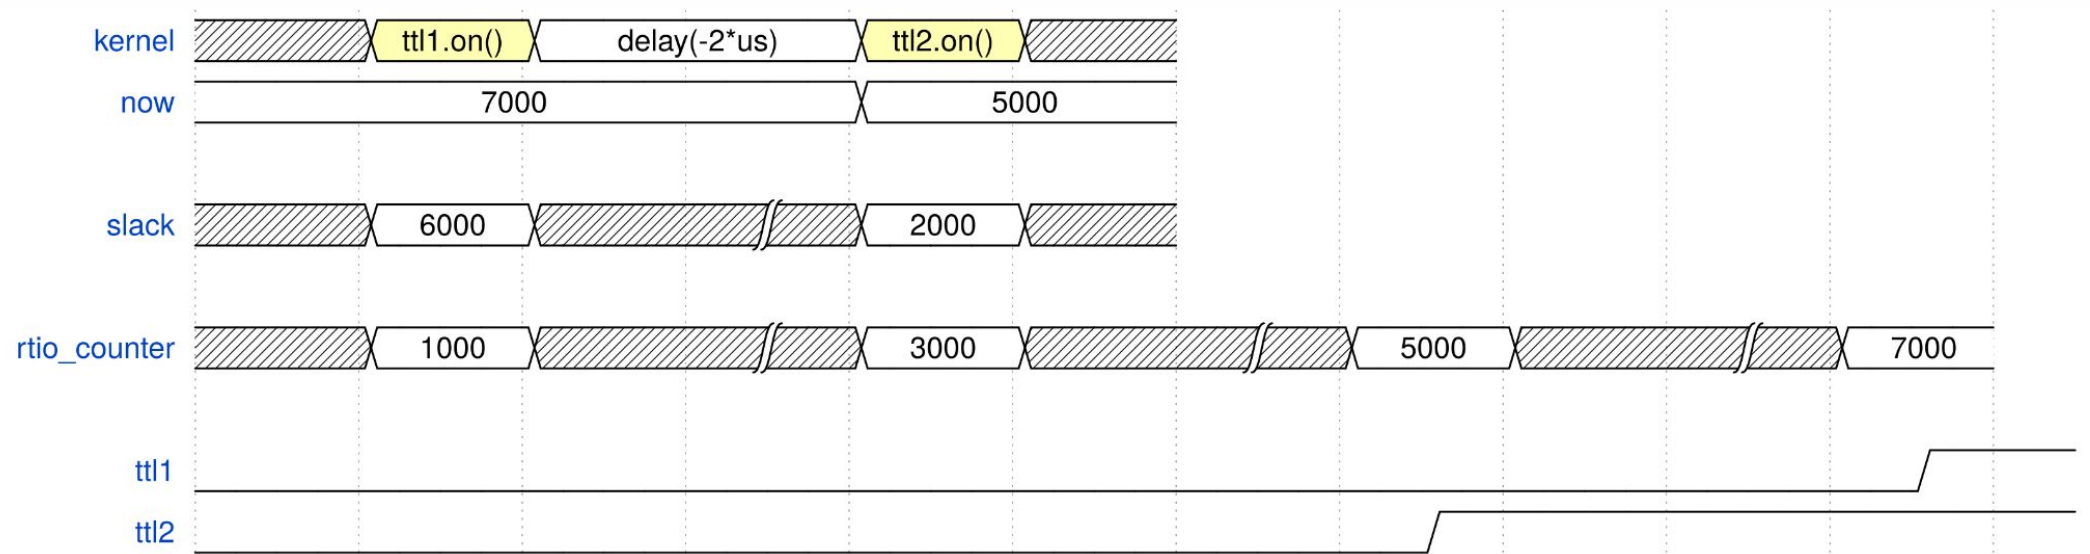 kernel ttl1.on() delay(-2*us) ttl2.on()
now 7000 5000
slack 6000 2000
rtio_counter 1000 3000 5000 7000
ttl1
ttl2